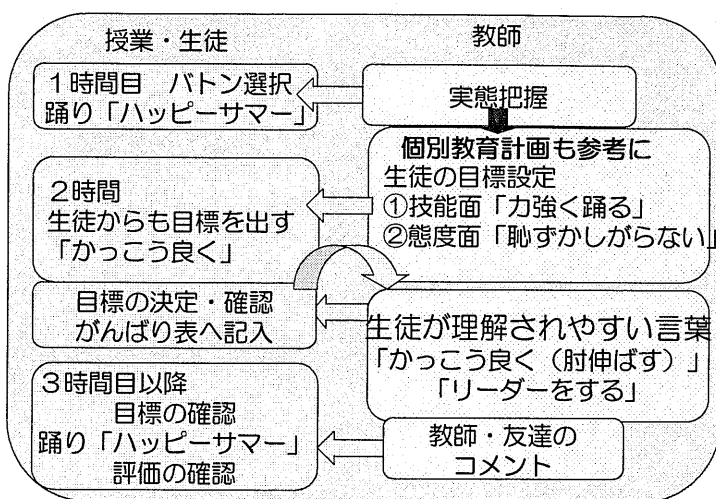 授業・生徒
教師
1時間目 バトン選択
踊り「ハッピーサマー」
実態把握
個別教育計画も参考に
生徒の目標設定
①技能面「力強く踊る」
②態度面「恥ずかしがらない」
2時間
生徒からも目標を出す
「かっこう良く」
目標の決定・確認
がんばり表へ記入
生徒が理解されやすい言葉
「かっこう良く（肘伸ばす）」
「リーダーをする」
3時間目以降
目標の確認
踊り「ハッピーサマー」
評価の確認
教師・友達の
コメント